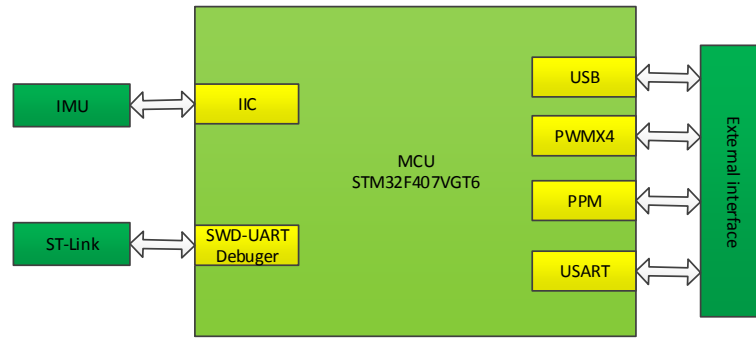 IMU
ST-Link
IIC
SWD-UART
Debuger
MCU
STM32F407VGT6
USB
PWMX4
PPM
USART
External interface